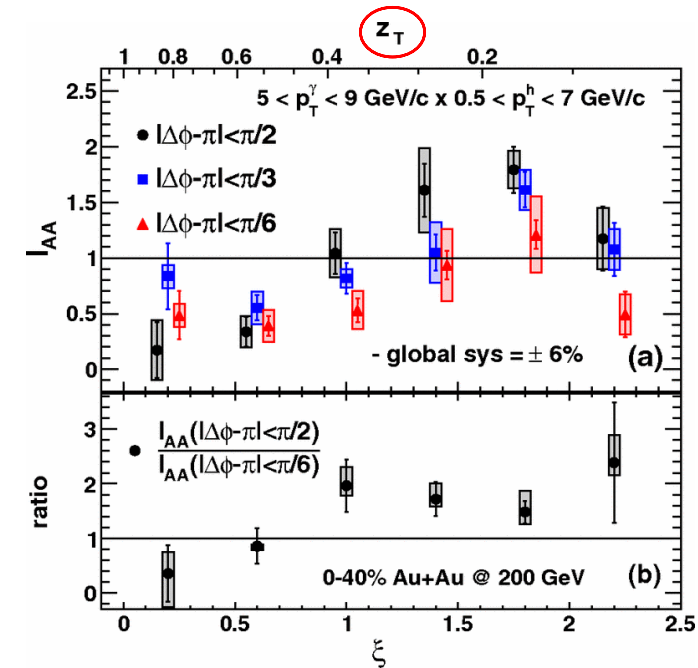 z_T
1 0.8 0.6 0.4 0.2
5 < p_T^γ < 9 GeV/c x 0.5 < p_T^h < 7 GeV/c
|Δϕ-π|<π/2
|Δϕ-π|<π/3
|Δϕ-π|<π/6
I_AA
2.5
2
1.5
1
0.5
0
- global sys = ± 6%
(a)
I_AA(|Δϕ-π|<π/2)
I_AA(|Δϕ-π|<π/6)
ratio
3
2
1
0
0-40% Au+Au @ 200 GeV
(b)
0 0.5 1 1.5 2 2.5
ξ